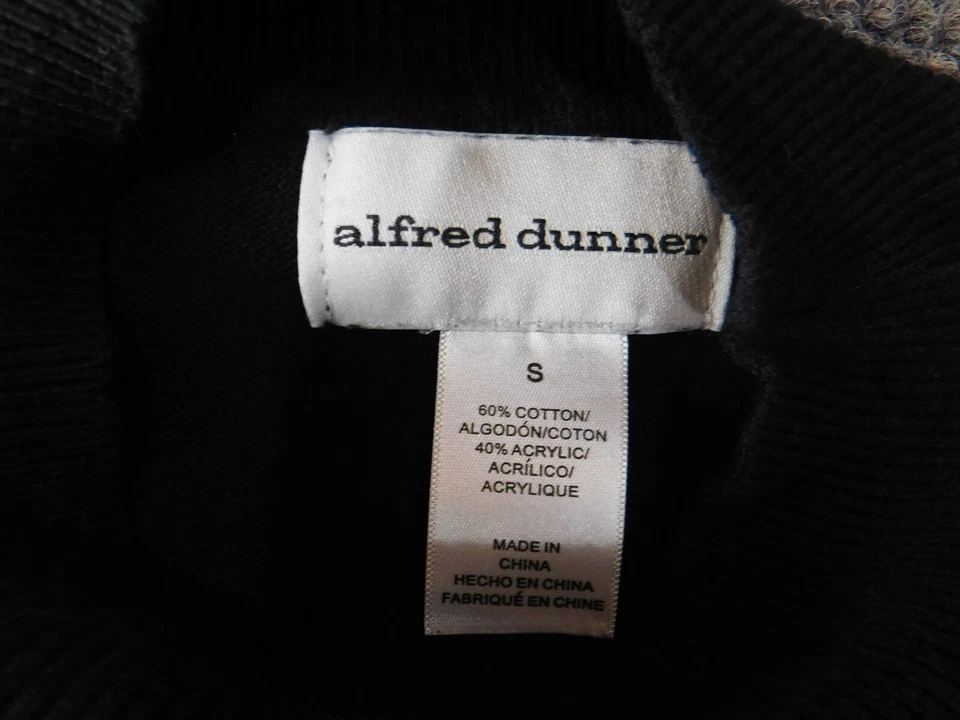 alfred dunner
S
60% COTTON/
ALGODÓN/COTON
40% ACRYLIC/
ACRÍLICO/
ACRYLIQUE
MADE IN
CHINA
HECHO EN CHINA
FABRIQUÉ EN CHINE